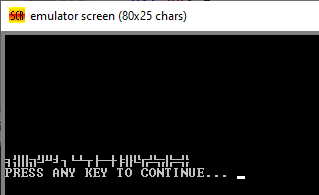 emulator screen (80x25 chars)
PRESS ANY KEY TO CONTINUE... _